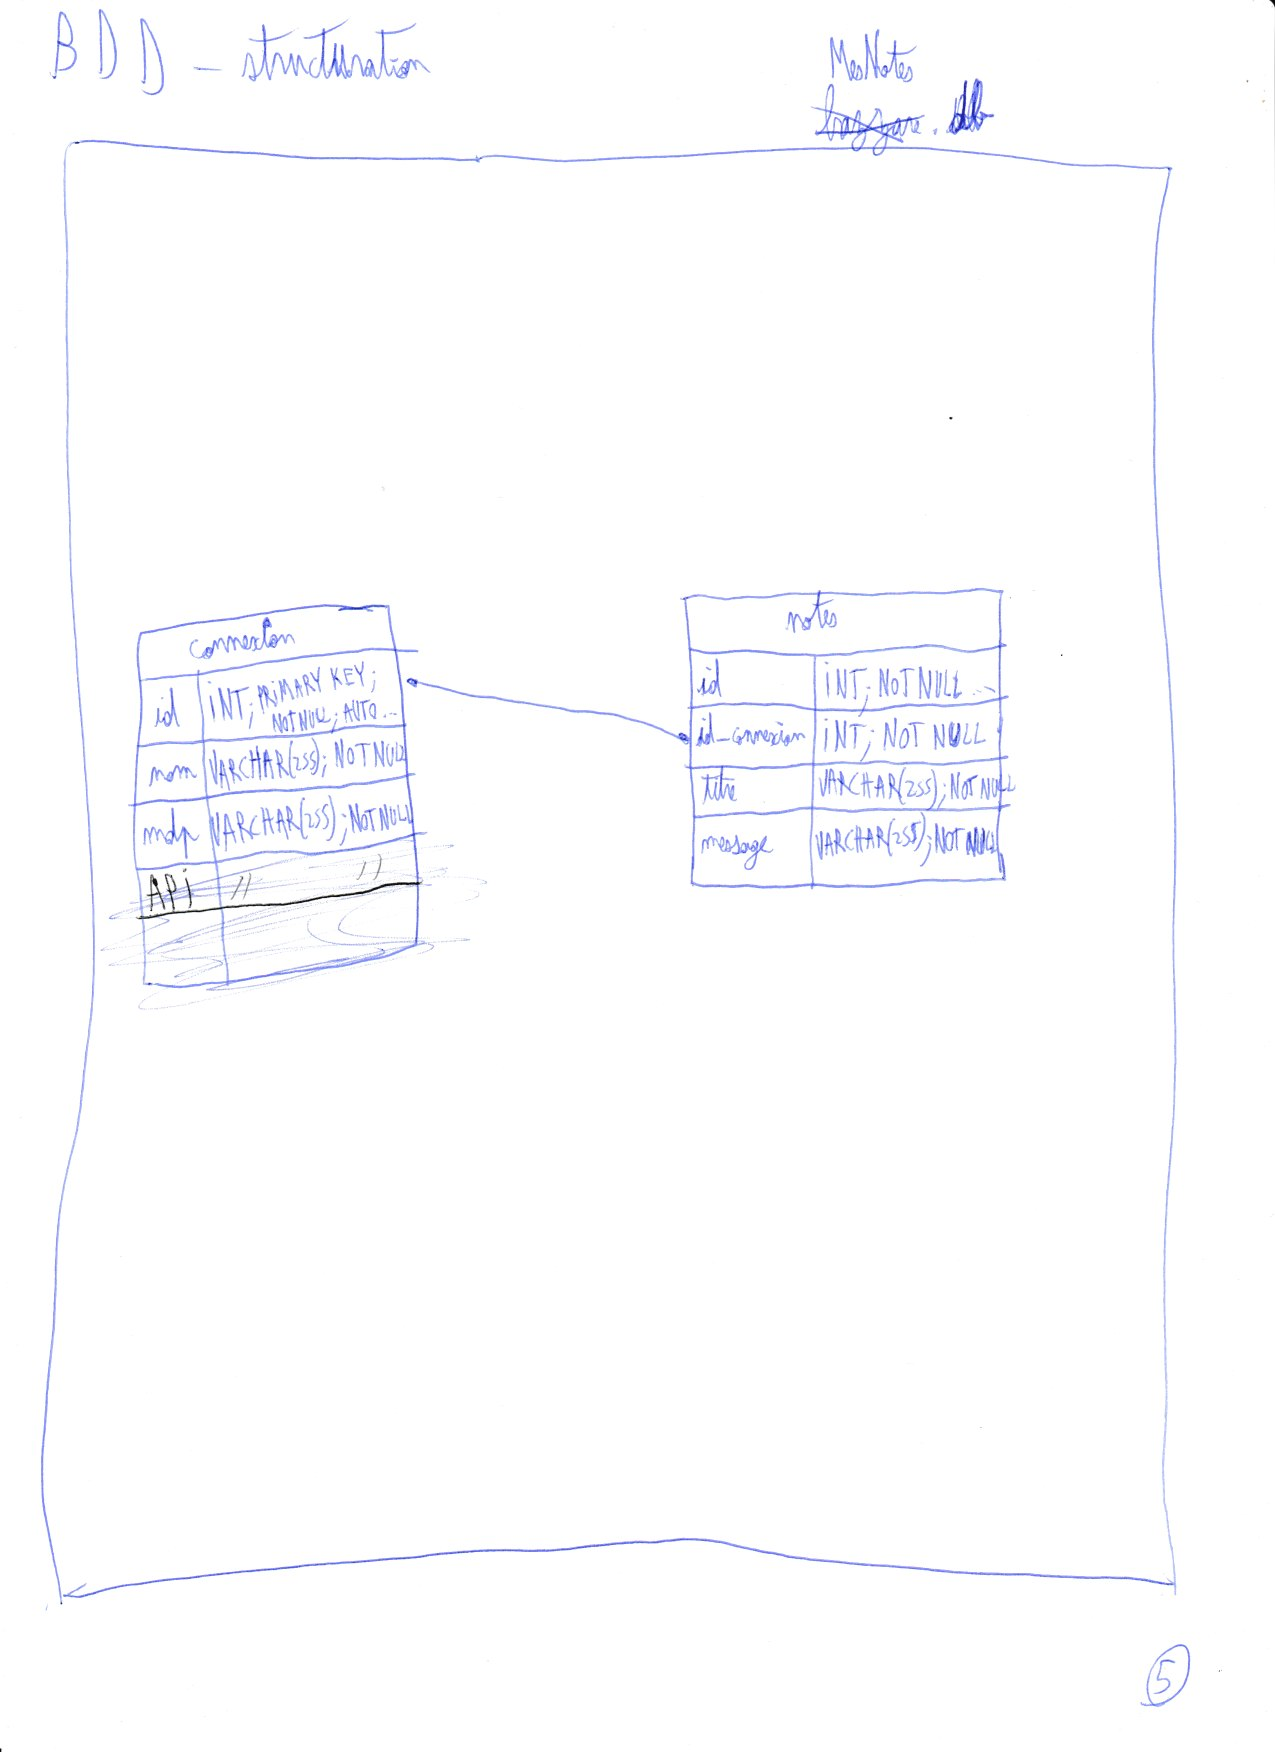 BDD - structuration
MesNotes
.db
connexion
id INT; PRIMARY KEY;
NOT NULL; AUTO...
nom VARCHAR(255); NOT NULL
mdp VARCHAR(255); NOT NULL
API // //
notes
id INT; NOT NULL ...
id_connexion INT; NOT NULL
titre VARCHAR(255); NOT NULL
message VARCHAR(255); NOT NULL
5